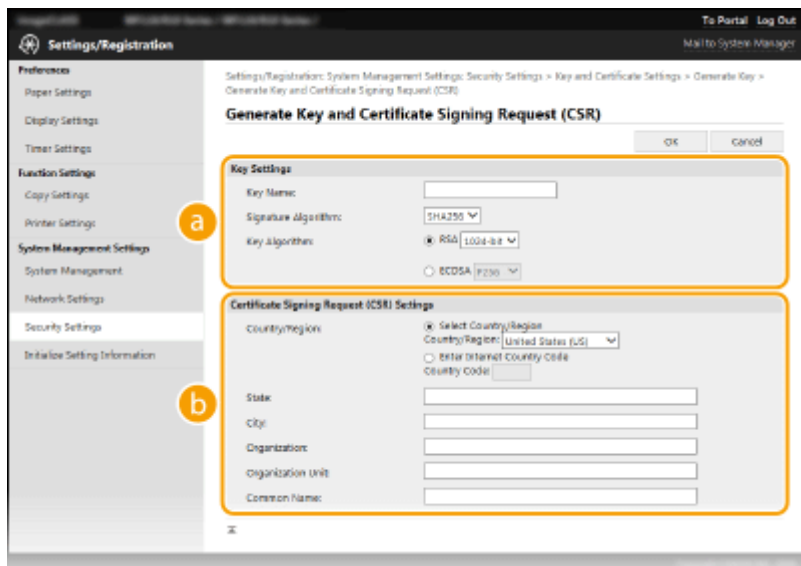 To Portal Log Out
Settings/Registration
Mail to System Manager
Preferences
Paper Settings
Display Settings
Timer Settings
Function Settings
Copy Settings
Printer Settings
System Management Settings
System Management
Network Settings
Security Settings
Initialize Setting Information
Settings/Registration: System Management Settings: Security Settings > Key and Certificate Settings > Generate Key >
Generate Key and Certificate Signing Request (CSR)
Generate Key and Certificate Signing Request (CSR)
OK Cancel
a
Key Settings
Key Name:
Signature Algorithm: SHA256
Key Algorithm: RSA 1024-bit
ECDSA P256
b
Certificate Signing Request (CSR) Settings
Country/Region: Select Country/Region
Country/Region: United States (US)
Enter Internet Country Code
Country Code:
State:
City:
Organization:
Organization Unit:
Common Name: